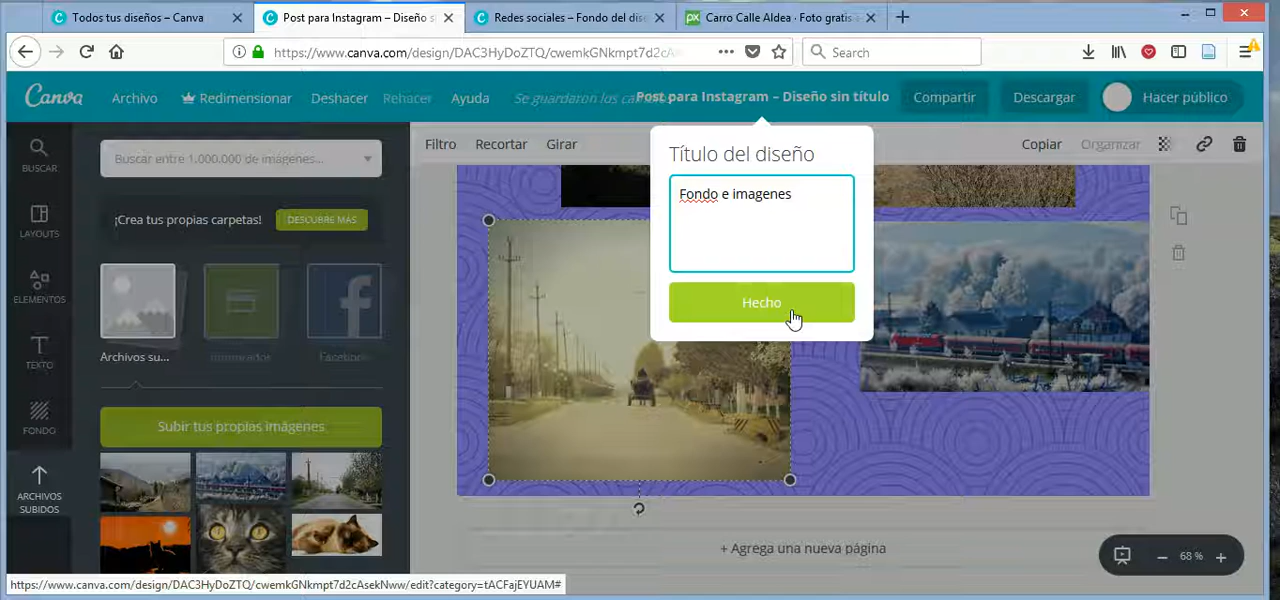 Todos tus diseños – Canva
Post para Instagram – Diseño s
Redes sociales – Fondo del dis
px
Carro Calle Aldea · Foto gratis
https://www.canva.com/design/DAC3HyDoZTQ/cwemkGNkmpt7d2cA
Search
Canva
Archivo
Redimensionar
Deshacer
Rehacer
Ayuda
Se guardaron los
Post para Instagram – Diseño sin título
Compartir
Descargar
Hacer público
BUSCAR
LAYOUTS
ELEMENTOS
TEXTO
FONDO
ARCHIVOS
SUBIDOS
Buscar entre 1.000.000 de imágenes...
¡Crea tus propias carpetas!
DESCUBRE MÁS
Archivos su...
Facebook
Subir tus propias imágenes
Filtro
Recortar
Girar
Copiar
Organizar
Título del diseño
Fondo e imagenes
Hecho
+ Agrega una nueva página
68 %
https://www.canva.com/design/DAC3HyDoZTQ/cwemkGNkmpt7d2cAsekNww/edit?category=tACFajEYUAM#